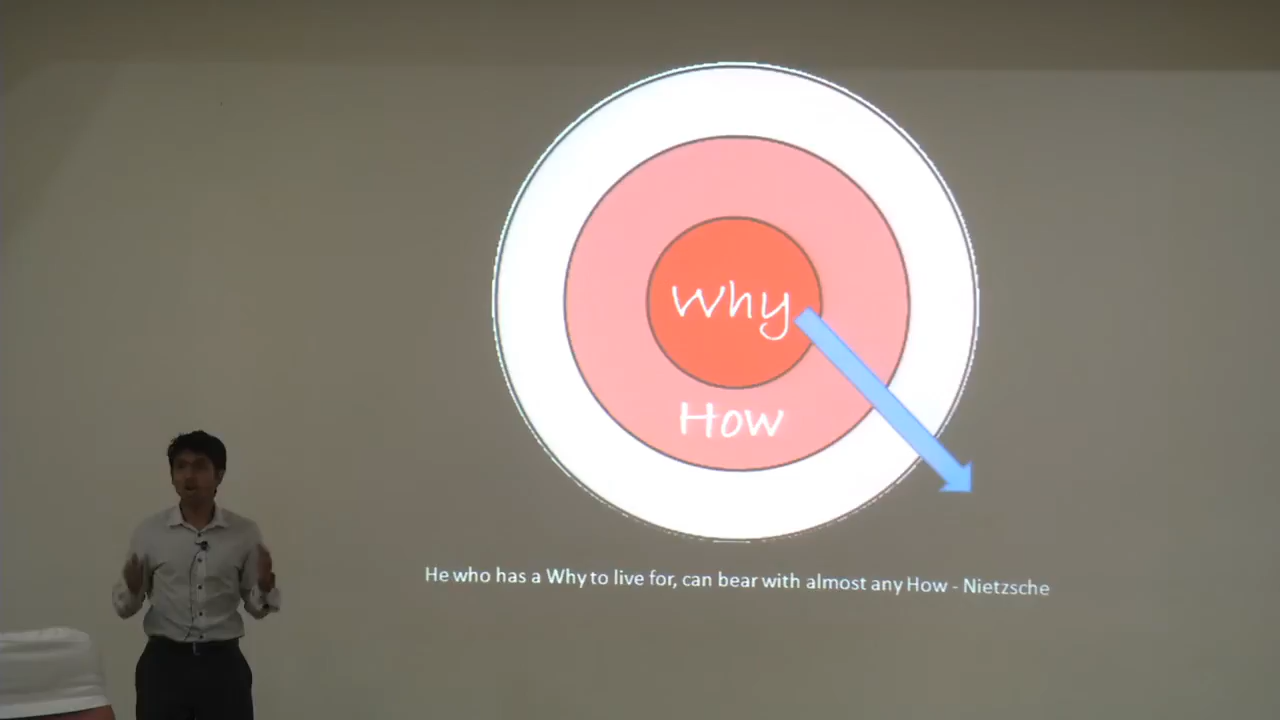 Why
How
He who has a Why to live for, can bear with almost any How - Nietzsche